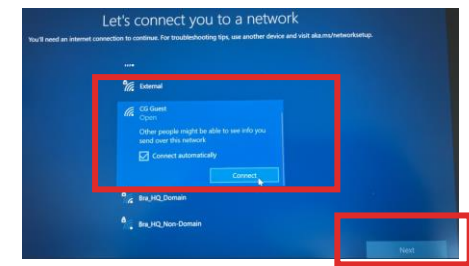 Let's connect you to a network
You'll need an internet connection to continue. For troubleshooting tips, use another device and visit aka.ms/networksetup.
External
CG Guest
Open
Other people might be able to see info you
send over this network
Connect automatically
Connect
Bra_HQ_Domain
Bra_HQ_Non-Domain
Next